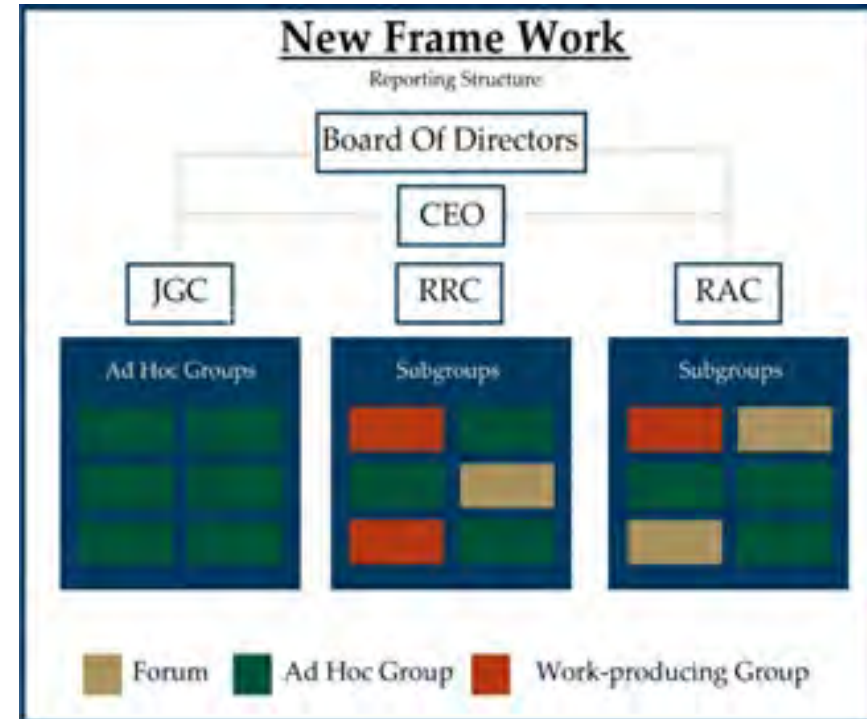 New Frame Work
Reporting Structure
Board Of Directors
CEO
JGC
RRC
RAC
Ad Hoc Groups
Subgroups
Subgroups
Forum
Ad Hoc Group
Work-producing Group